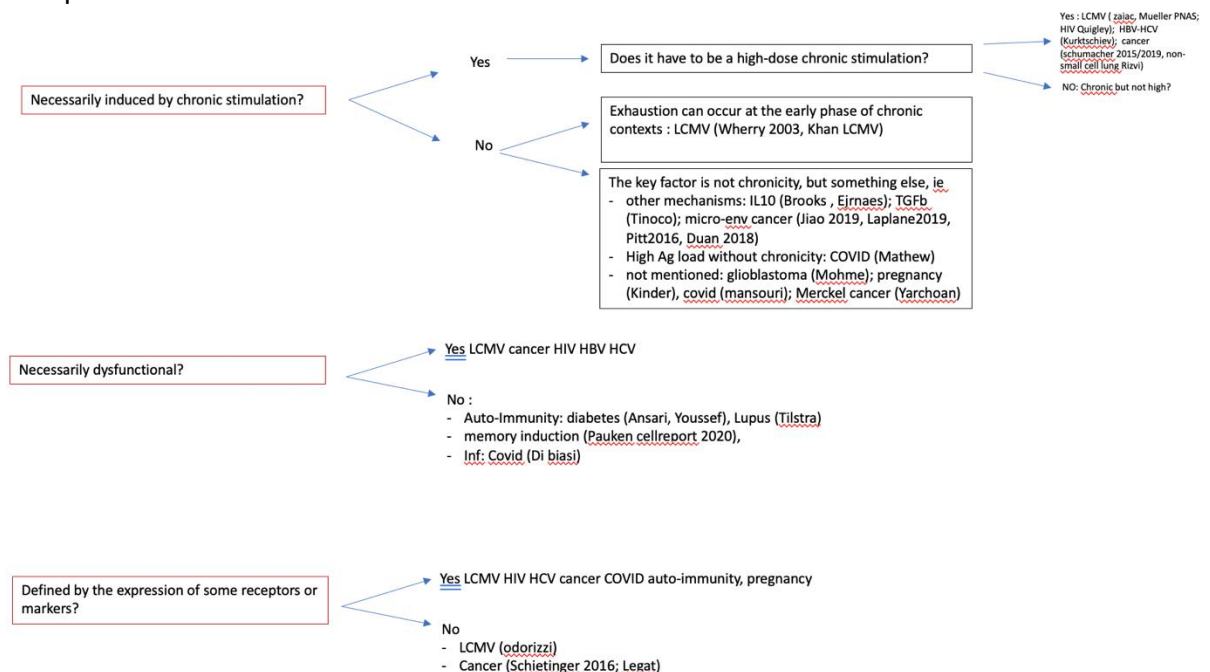 Yes : LCMV ( zaiac, Mueller PNAS;
HIV Quigley); HBV-HCV
(Kurktschiev); cancer
(schumacher 2015/2019, non-
small cell lung Rizvi)
NO: Chronic but not high?
Yes
Does it have to be a high-dose chronic stimulation?
Necessarily induced by chronic stimulation?
No
Exhaustion can occur at the early phase of chronic
contexts : LCMV (Wherry 2003, Khan LCMV)
The key factor is not chronicity, but something else, ie
- other mechanisms: IL10 (Brooks , Ejrnaes); TGFb
(Tinoco); micro-env cancer (Jiao 2019, Laplane2019,
Pitt2016, Duan 2018)
- High Ag load without chronicity: COVID (Mathew)
- not mentioned: glioblastoma (Mohme); pregnancy
(Kinder), covid (mansouri); Merckel cancer (Yarchoan)
Necessarily dysfunctional?
Yes LCMV cancer HIV HBV HCV
No :
- Auto-Immunity: diabetes (Ansari, Youssef), Lupus (Tilstra)
- memory induction (Pauken cellreport 2020),
- Inf: Covid (Di biasi)
Defined by the expression of some receptors or
markers?
Yes LCMV HIV HCV cancer COVID auto-immunity, pregnancy
No
- LCMV (odorizzi)
- Cancer (Schietinger 2016; Legat)